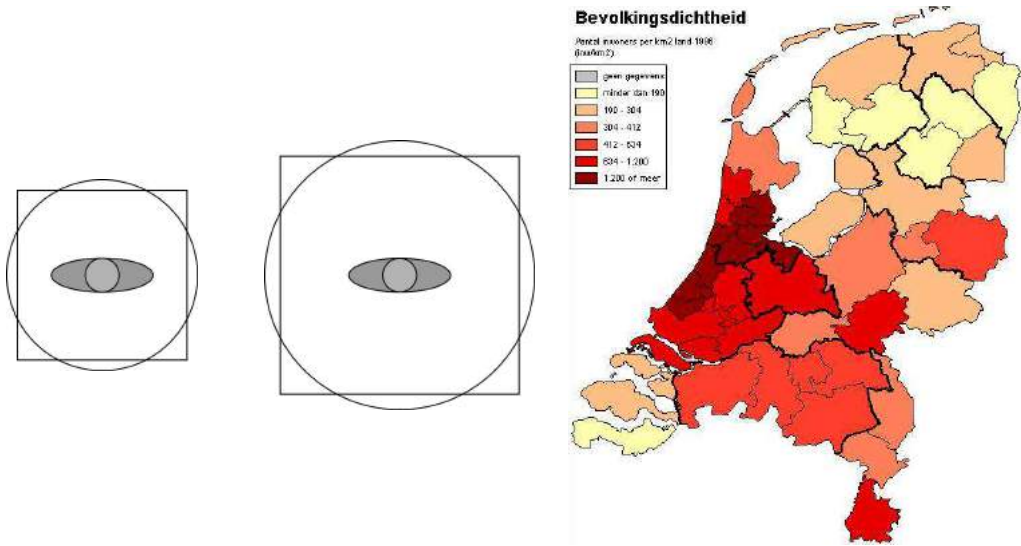 Bevolkingsdichtheid
Aantal inwoners per km2 land 1996
(inw/km2)
geen gegevens
minder dan 190
190 - 304
304 - 412
412 - 634
634 - 1.200
1.200 of meer